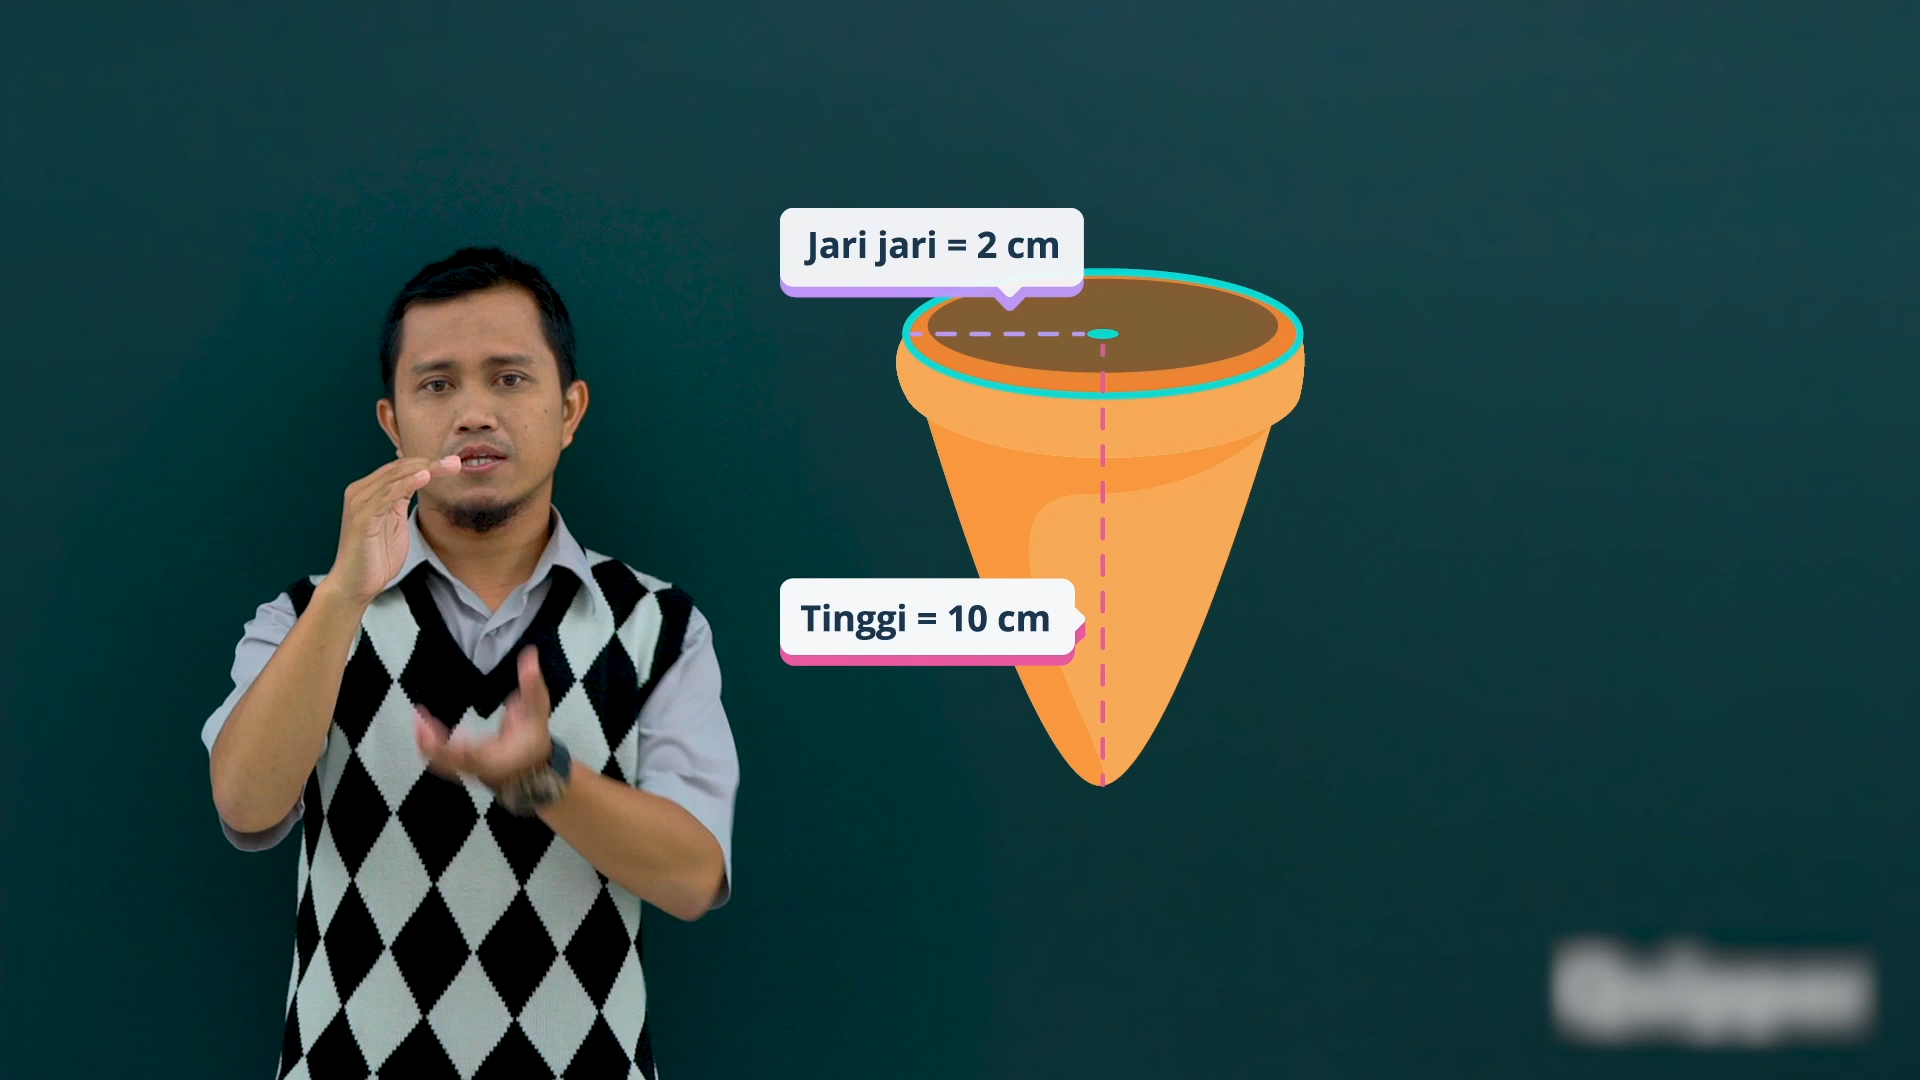 Jari jari = 2 cm
Tinggi = 10 cm